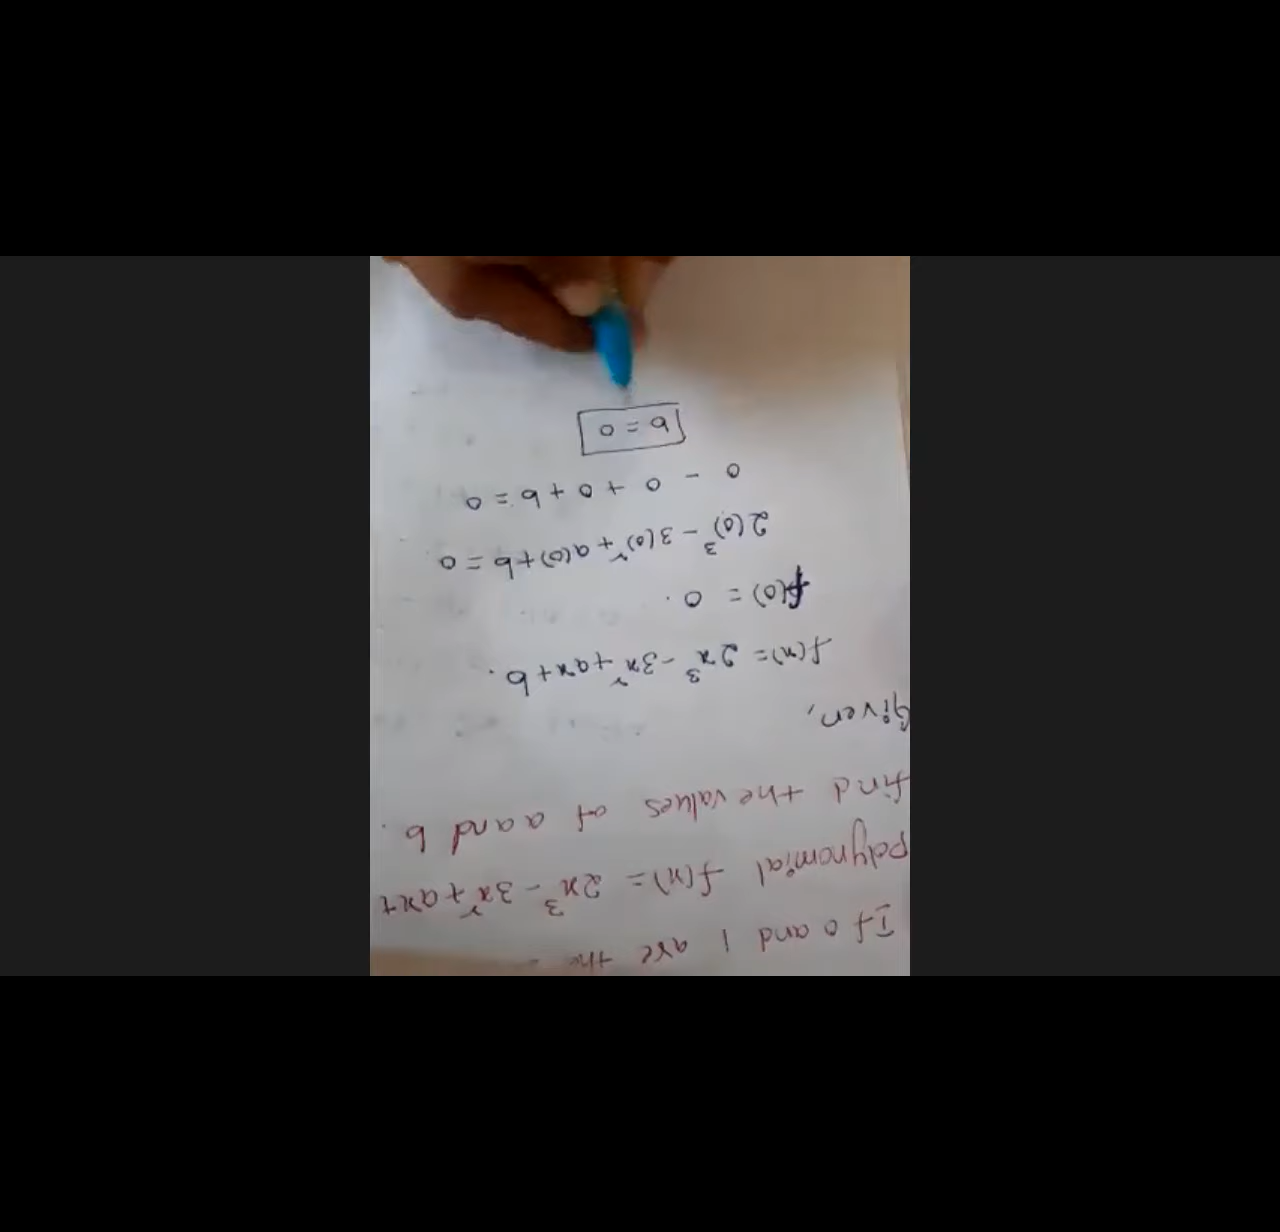 If 0 and 1 are the
polynomial f(x) = 2x³ - 3x² + ax +
find the values of a and b.
Given,
f(x) = 2x³ - 3x² + ax + b.
f(0) = 0.
2(0)³ - 3(0)² + a(0) + b = 0
0 - 0 + 0 + b = 0
b = 0